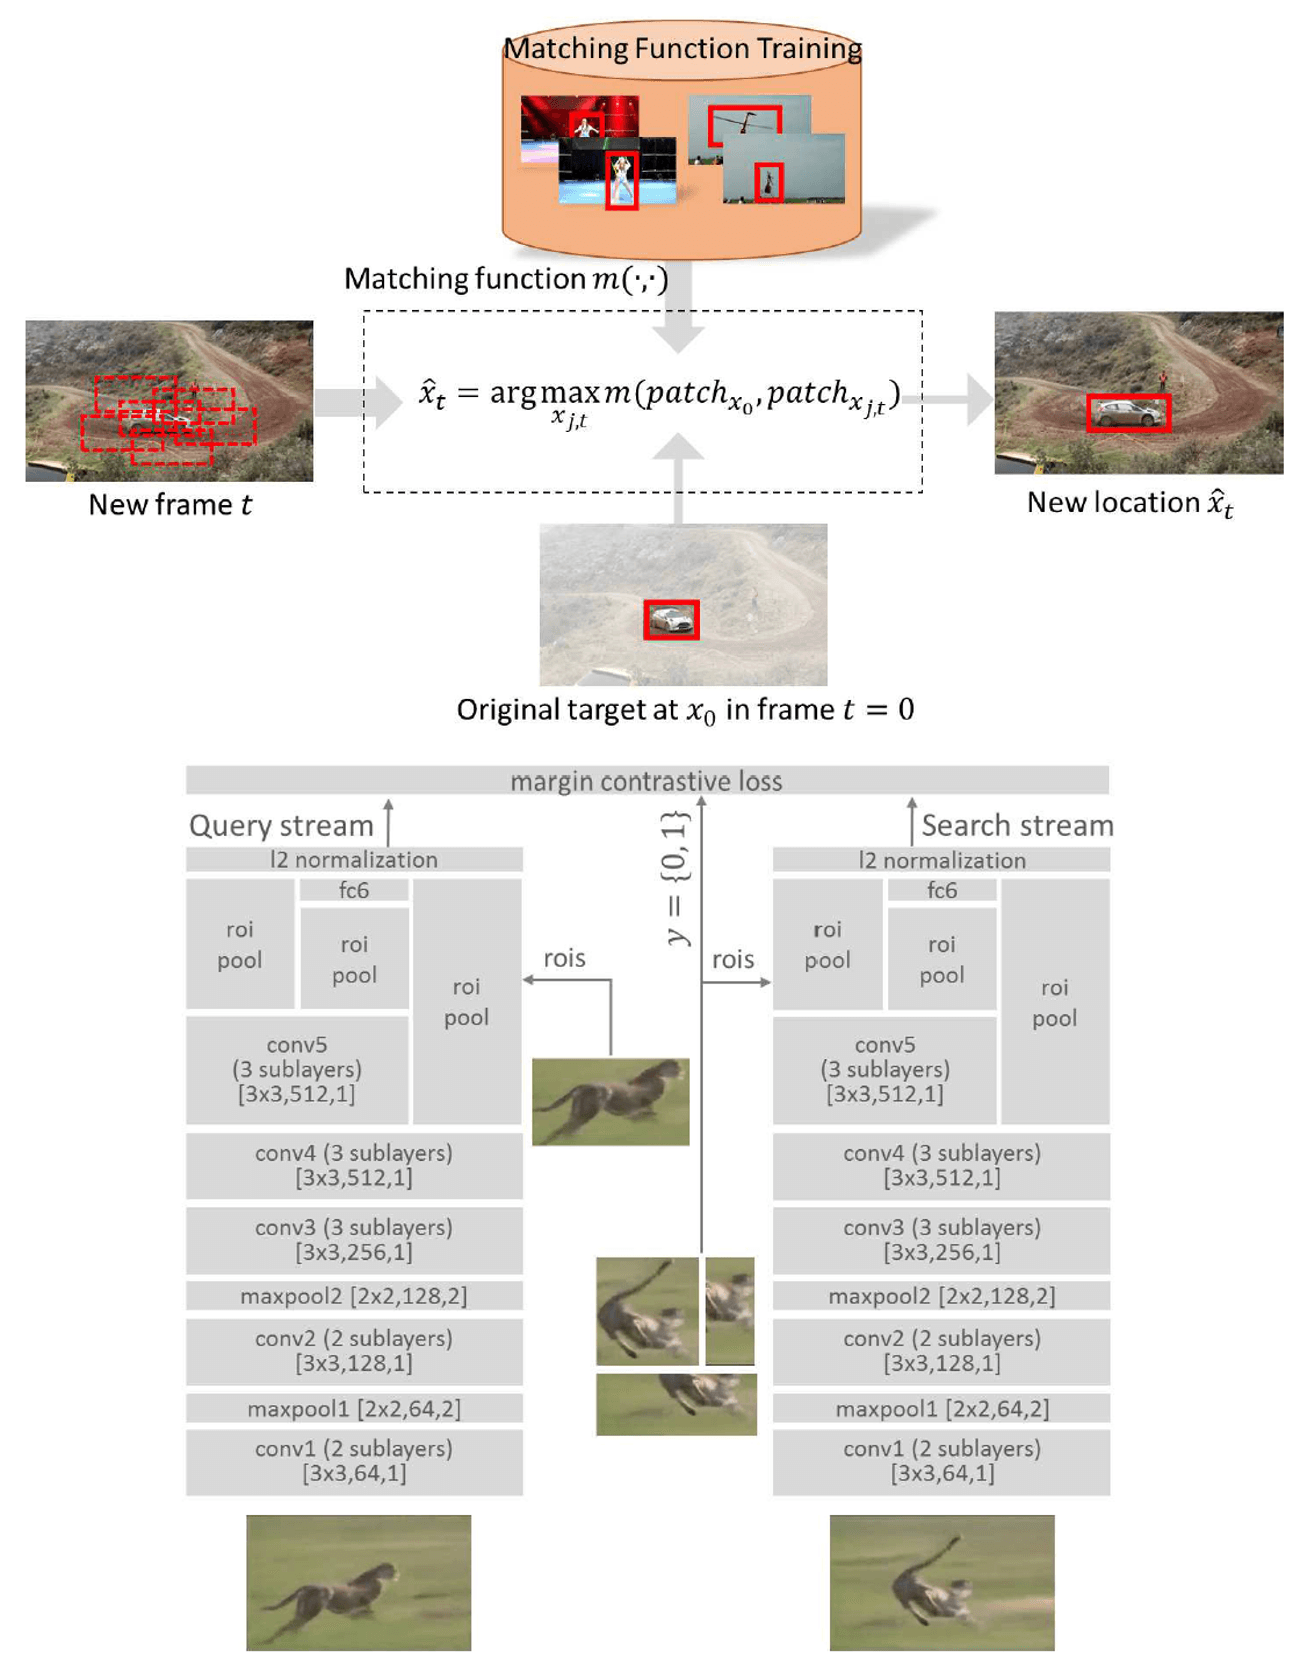 Matching Function Training
Matching function m(·,·)
x̂_t = arg max m(patch_{x_0}, patch_{x_{j,t}})
x_{j,t}
New frame t
New location x̂_t
Original target at x_0 in frame t = 0
margin contrastive loss
Query stream
y = {0, 1}
Search stream
l2 normalization
l2 normalization
roi
pool
fc6
roi
pool
roi
pool
rois
rois
roi
pool
fc6
roi
pool
roi
pool
conv5
(3 sublayers)
[3x3,512,1]
conv5
(3 sublayers)
[3x3,512,1]
conv4 (3 sublayers)
[3x3,512,1]
conv4 (3 sublayers)
[3x3,512,1]
conv3 (3 sublayers)
[3x3,256,1]
conv3 (3 sublayers)
[3x3,256,1]
maxpool2 [2x2,128,2]
maxpool2 [2x2,128,2]
conv2 (2 sublayers)
[3x3,128,1]
conv2 (2 sublayers)
[3x3,128,1]
maxpool1 [2x2,64,2]
maxpool1 [2x2,64,2]
conv1 (2 sublayers)
[3x3,64,1]
conv1 (2 sublayers)
[3x3,64,1]